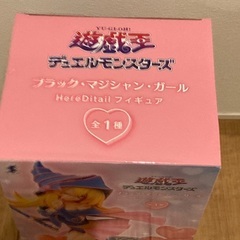 YU-GI-OH!
遊戯王
デュエルモンスターズ
ブラック・マジシャン・ガール
HereDitail フィギュア
全1種
遊戯王
デュエルモンスターズ